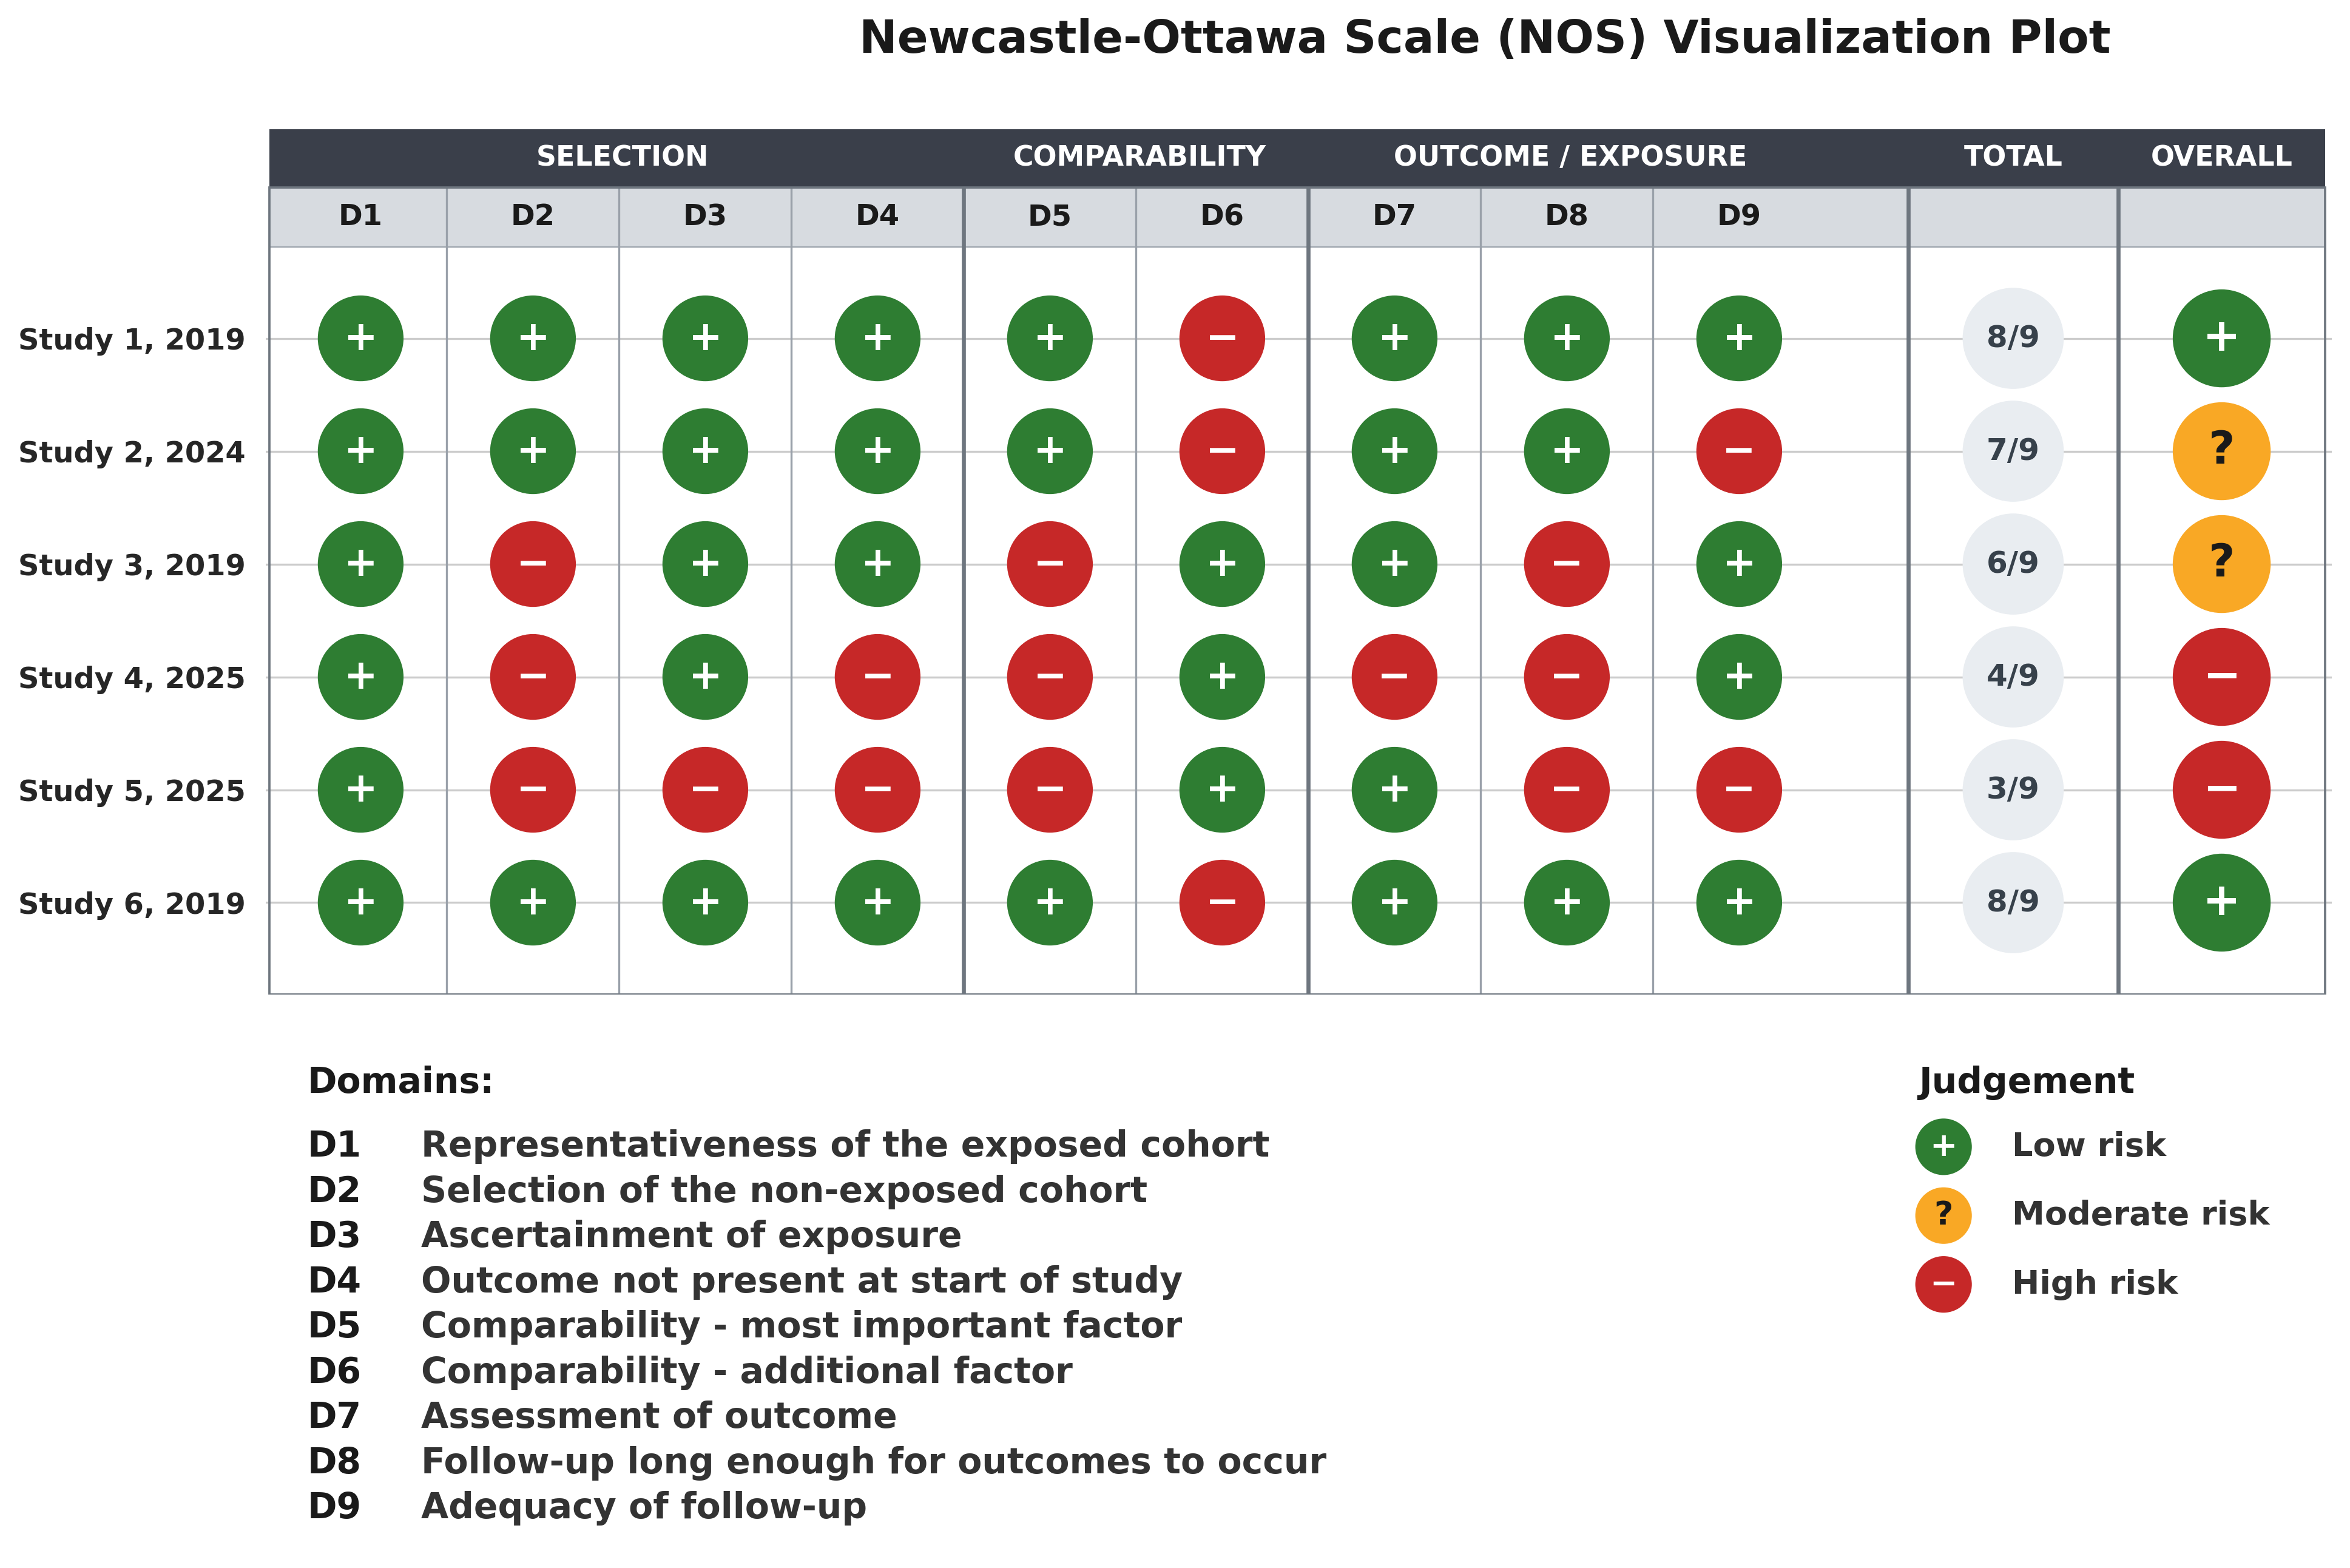 Newcastle-Ottawa Scale (NOS) Visualization Plot
SELECTION COMPARABILITY OUTCOME / EXPOSURE TOTAL OVERALL
D1 D2 D3 D4 D5 D6 D7 D8 D9
Study 1, 2019 + + + + + − + + + 8/9 +
Study 2, 2024 + + + + + − + + − 7/9 ?
Study 3, 2019 + − + + − + + − + 6/9 ?
Study 4, 2025 + − + − − + − − + 4/9 −
Study 5, 2025 + − − − − + + − − 3/9 −
Study 6, 2019 + + + + + − + + + 8/9 +
Domains:
D1 Representativeness of the exposed cohort
D2 Selection of the non-exposed cohort
D3 Ascertainment of exposure
D4 Outcome not present at start of study
D5 Comparability - most important factor
D6 Comparability - additional factor
D7 Assessment of outcome
D8 Follow-up long enough for outcomes to occur
D9 Adequacy of follow-up
Judgement
+ Low risk
? Moderate risk
− High risk